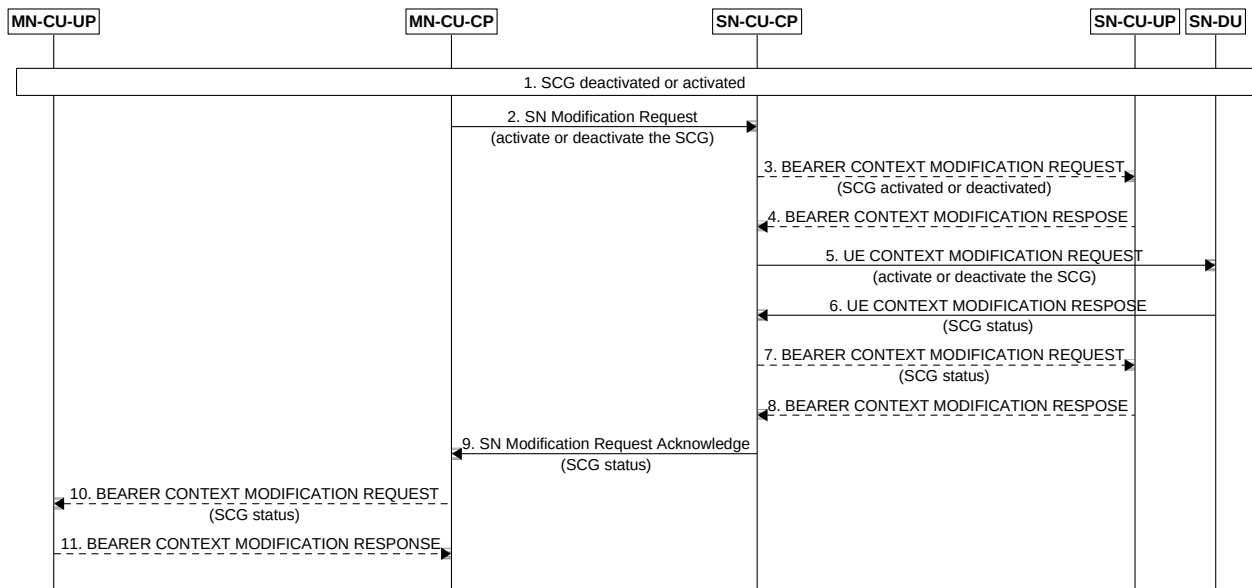 MN-CU-UP
MN-CU-CP
SN-CU-CP
SN-CU-UP
SN-DU
1. SCG deactivated or activated
2. SN Modification Request
(activate or deactivate the SCG)
3. BEARER CONTEXT MODIFICATION REQUEST
(SCG activated or deactivated)
4. BEARER CONTEXT MODIFICATION RESPOSE
5. UE CONTEXT MODIFICATION REQUEST
(activate or deactivate the SCG)
6. UE CONTEXT MODIFICATION RESPOSE
(SCG status)
7. BEARER CONTEXT MODIFICATION REQUEST
(SCG status)
8. BEARER CONTEXT MODIFICATION RESPOSE
9. SN Modification Request Acknowledge
(SCG status)
10. BEARER CONTEXT MODIFICATION REQUEST
(SCG status)
11. BEARER CONTEXT MODIFICATION RESPONSE